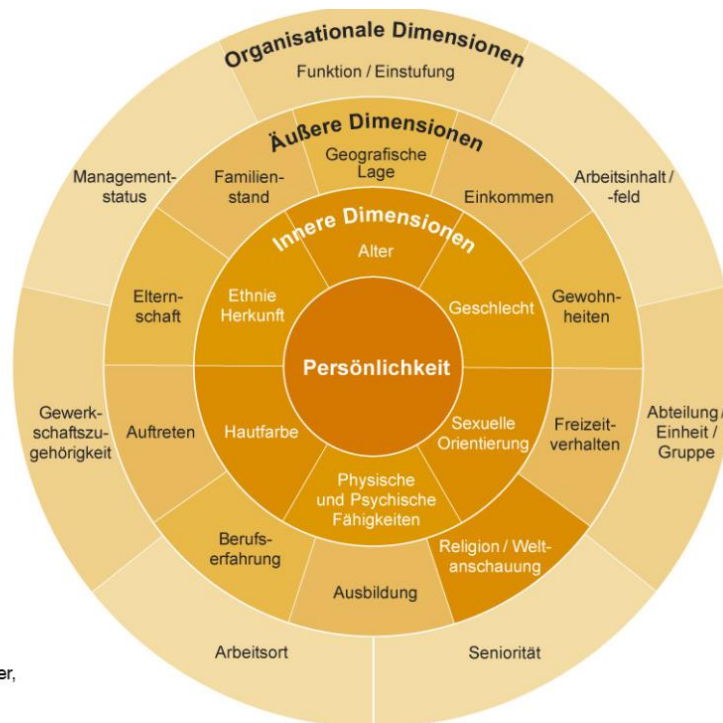 Organisationale Dimensionen
Funktion / Einstufung
Äußere Dimensionen
Geografische
Lage
Familien-
stand
Einkommen
Management-
status
Arbeitsinhalt /
-feld
Innere Dimensionen
Alter
Eltern-
schaft
Ethnie
Herkunft
Geschlecht
Gewohn-
heiten
Persönlichkeit
Gewerk-
schaftszu-
gehörigkeit
Auftreten
Hautfarbe
Sexuelle
Orientierung
Freizeit-
verhalten
Abteilung /
Einheit /
Gruppe
Physische
und Psychische
Fähigkeiten
Berufs-
erfahrung
Religion / Welt-
anschauung
Ausbildung
Arbeitsort
Seniorität
er,